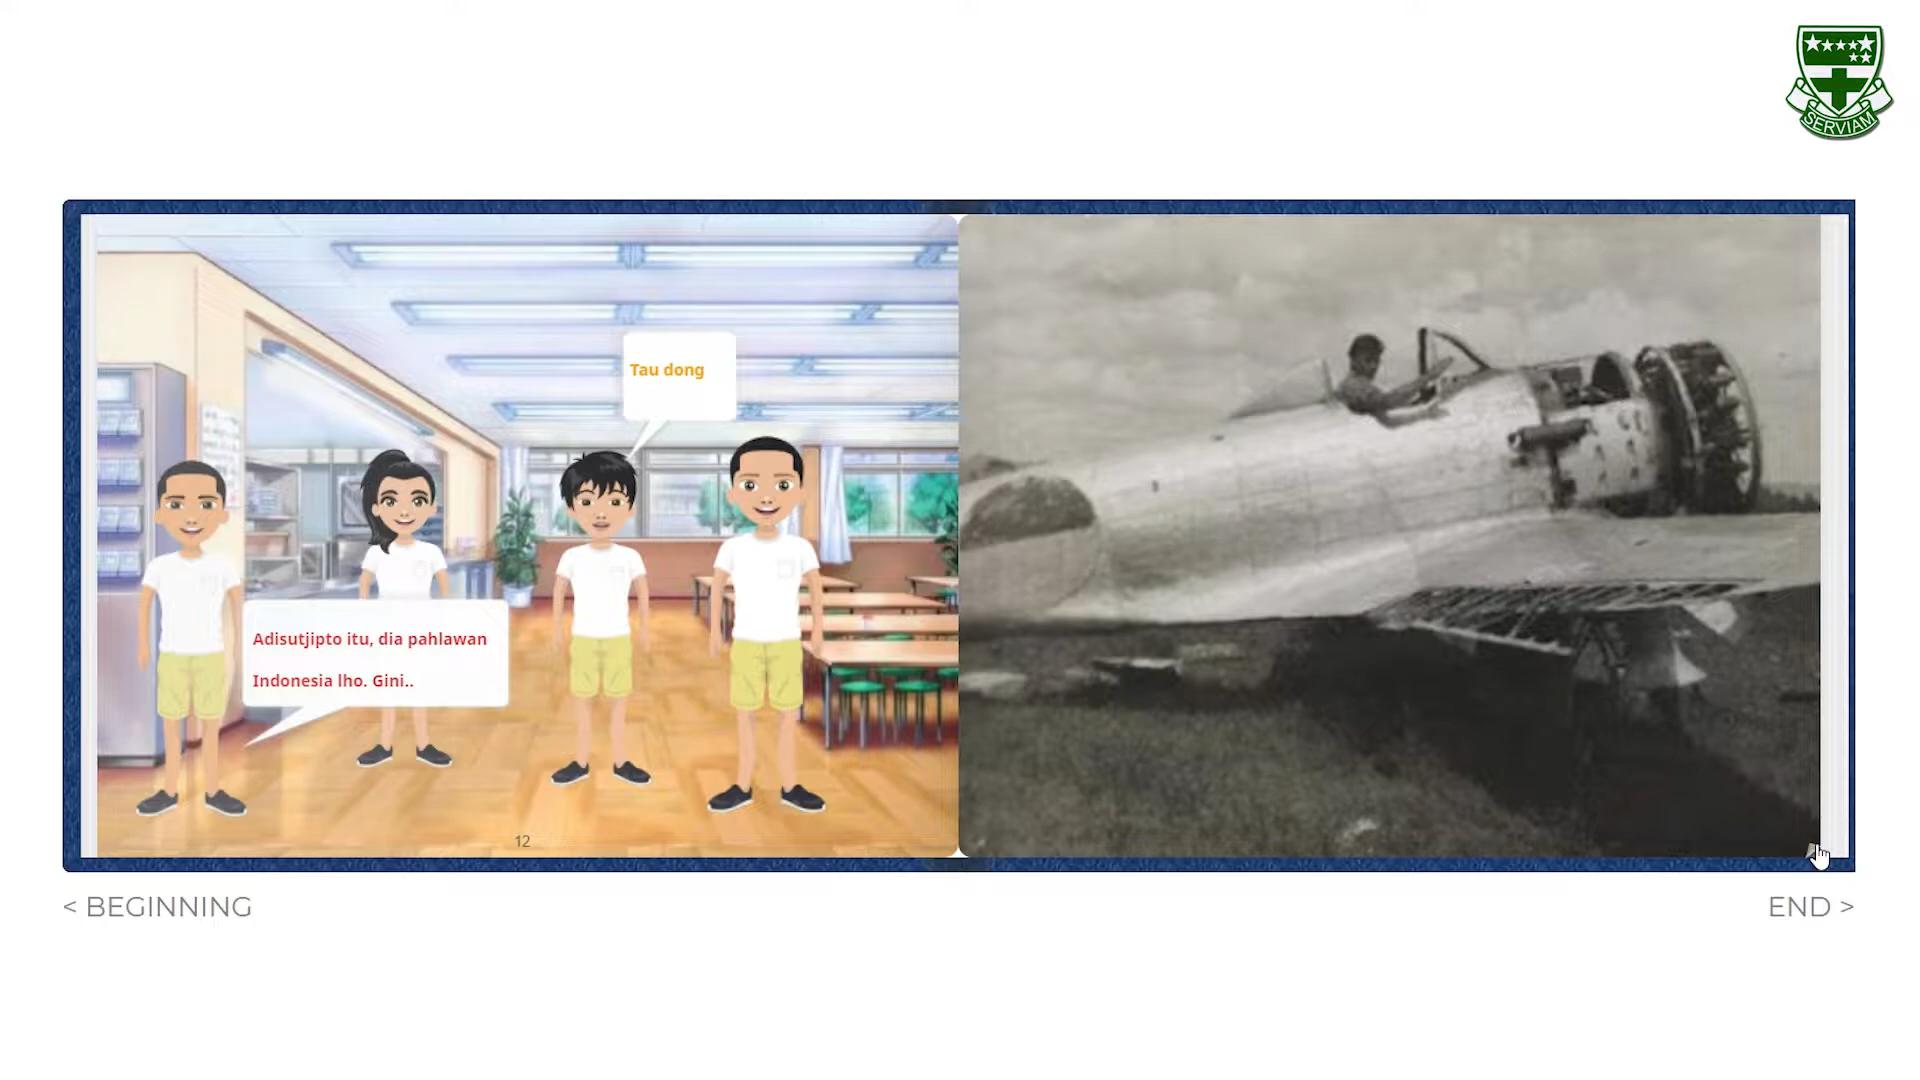 SERVIAM
Tau dong
Adisutjipto itu, dia pahlawan
Indonesia lho. Gini..
12
< BEGINNING
END >